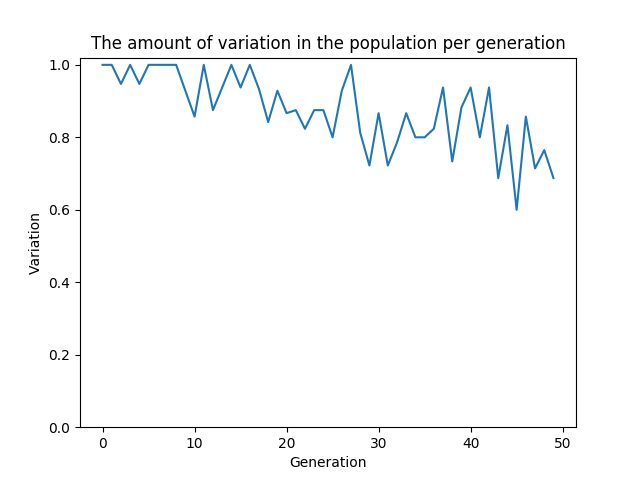 The amount of variation in the population per generation
1.0
0.8
0.6
0.4
0.2
0.0
Variation
0 10 20 30 40 50
Generation